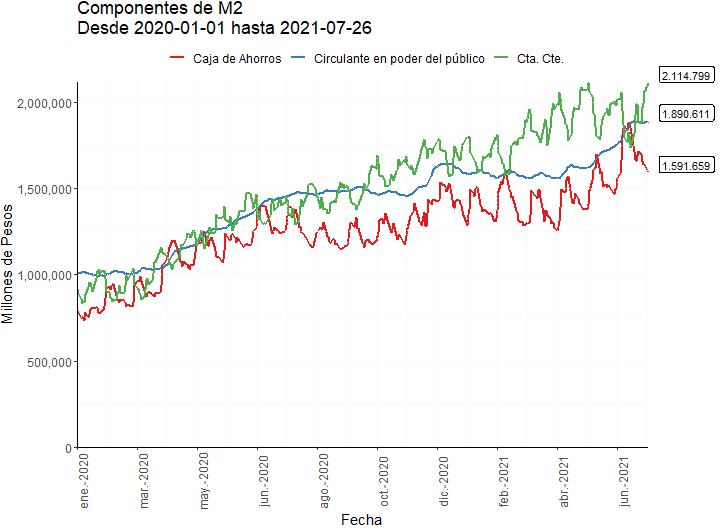 Componentes de M2
Desde 2020-01-01 hasta 2021-07-26
Caja de Ahorros Circulante en poder del público Cta. Cte.
2.114.799
1.890.611
1.591.659
2,000,000
1,500,000
1,000,000
500,000
0
Millones de Pesos
ene.-2020 mar.-2020 may.-2020 jun.-2020 ago.-2020 oct.-2020 dic.-2020 feb.-2021 abr.-2021 jun.-2021
Fecha